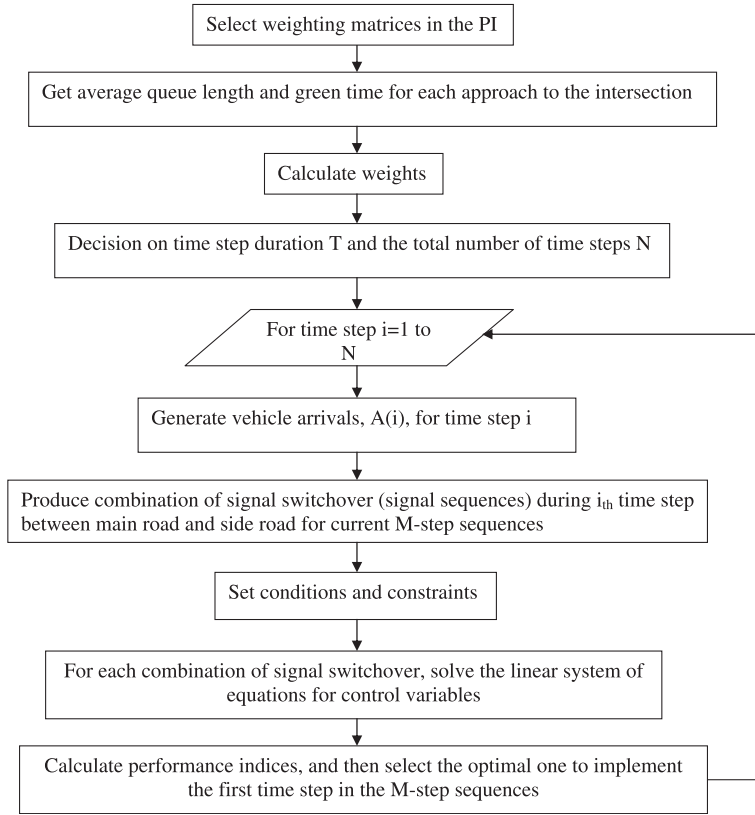 Select weighting matrices in the PI
Get average queue length and green time for each approach to the intersection
Calculate weights
Decision on time step duration T and the total number of time steps N
For time step i=1 to
N
Generate vehicle arrivals, A(i), for time step i
Produce combination of signal switchover (signal sequences) during ith time step
between main road and side road for current M-step sequences
Set conditions and constraints
For each combination of signal switchover, solve the linear system of
equations for control variables
Calculate performance indices, and then select the optimal one to implement
the first time step in the M-step sequences